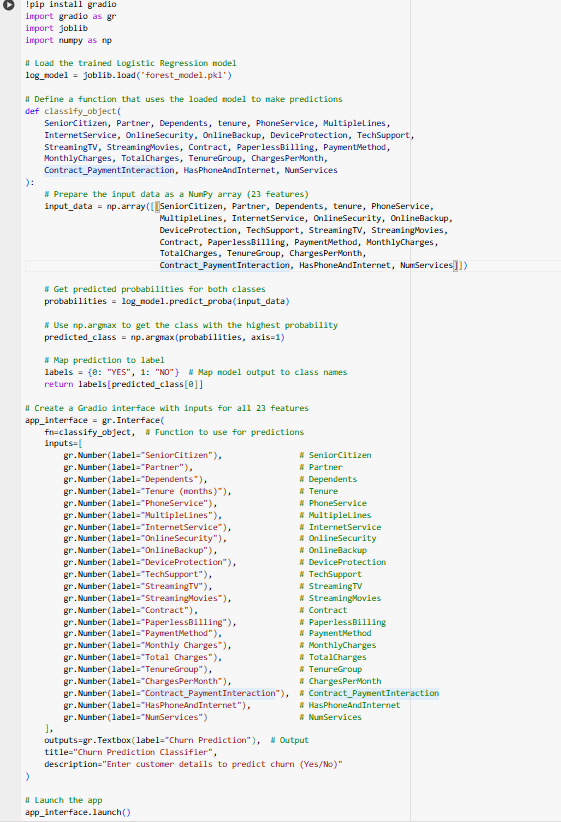 !pip install gradio
import gradio as gr
import joblib
import numpy as np
# Load the trained Logistic Regression model
log_model = joblib.load('forest_model.pkl')
# Define a function that uses the loaded model to make predictions
def classify_object(
    SeniorCitizen, Partner, Dependents, tenure, PhoneService, MultipleLines,
    InternetService, OnlineSecurity, OnlineBackup, DeviceProtection, TechSupport,
    StreamingTV, StreamingMovies, Contract, PaperlessBilling, PaymentMethod,
    MonthlyCharges, TotalCharges, TenureGroup, ChargesPerMonth,
    Contract_PaymentInteraction, HasPhoneAndInternet, NumServices
):
    # Prepare the input data as a NumPy array (23 features)
    input_data = np.array([[SeniorCitizen, Partner, Dependents, tenure, PhoneService,
                            MultipleLines, InternetService, OnlineSecurity, OnlineBackup,
                            DeviceProtection, TechSupport, StreamingTV, StreamingMovies,
                            Contract, PaperlessBilling, PaymentMethod, MonthlyCharges,
                            TotalCharges, TenureGroup, ChargesPerMonth,
                            Contract_PaymentInteraction, HasPhoneAndInternet, NumServices]])
    # Get predicted probabilities for both classes
    probabilities = log_model.predict_proba(input_data)
    # Use np.argmax to get the class with the highest probability
    predicted_class = np.argmax(probabilities, axis=1)
    # Map prediction to label
    labels = {0: "YES", 1: "NO"}  # Map model output to class names
    return labels[predicted_class[0]]
# Create a Gradio interface with inputs for all 23 features
app_interface = gr.Interface(
    fn=classify_object,  # Function to use for predictions
    inputs=[
        gr.Number(label="SeniorCitizen"),                # SeniorCitizen
        gr.Number(label="Partner"),                      # Partner
        gr.Number(label="Dependents"),                   # Dependents
        gr.Number(label="Tenure (months)"),              # Tenure
        gr.Number(label="PhoneService"),                 # PhoneService
        gr.Number(label="MultipleLines"),                # MultipleLines
        gr.Number(label="InternetService"),              # InternetService
        gr.Number(label="OnlineSecurity"),               # OnlineSecurity
        gr.Number(label="OnlineBackup"),                 # OnlineBackup
        gr.Number(label="DeviceProtection"),             # DeviceProtection
        gr.Number(label="TechSupport"),                  # TechSupport
        gr.Number(label="StreamingTV"),                  # StreamingTV
        gr.Number(label="StreamingMovies"),              # StreamingMovies
        gr.Number(label="Contract"),                     # Contract
        gr.Number(label="PaperlessBilling"),             # PaperlessBilling
        gr.Number(label="PaymentMethod"),                # PaymentMethod
        gr.Number(label="Monthly Charges"),              # MonthlyCharges
        gr.Number(label="Total Charges"),                # TotalCharges
        gr.Number(label="TenureGroup"),                  # TenureGroup
        gr.Number(label="ChargesPerMonth"),              # ChargesPerMonth
        gr.Number(label="Contract_PaymentInteraction"),  # Contract_PaymentInteraction
        gr.Number(label="HasPhoneAndInternet"),          # HasPhoneAndInternet
        gr.Number(label="NumServices")                   # NumServices
    ],
    outputs=gr.Textbox(label="Churn Prediction"),  # Output
    title="Churn Prediction Classifier",
    description="Enter customer details to predict churn (Yes/No)"
)
# Launch the app
app_interface.launch()